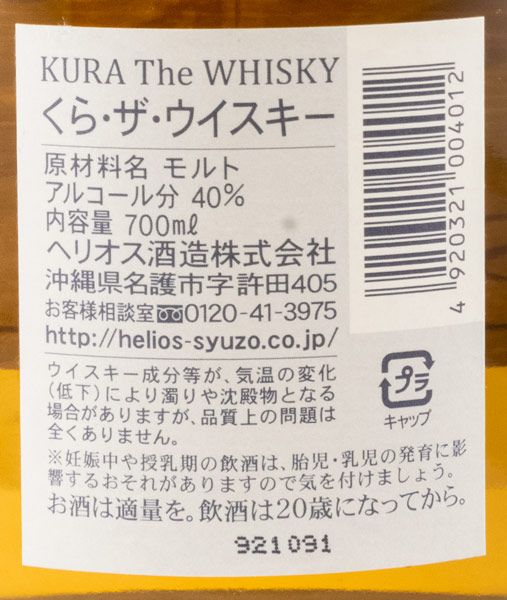 KURA The WHISKY
くら・ザ・ウイスキー
原材料名 モルト
アルコール分 40%
内容量 700mℓ
ヘリオス酒造株式会社
沖縄県名護市字許田405
お客様相談室 0120-41-3975
http://helios-syuzo.co.jp/
ウイスキー成分等が、気温の変化
(低下)により濁りや沈殿物となる
場合がありますが、品質上の問題は
全くありません。
※妊娠中や授乳期の飲酒は、胎児・乳児の発育に影
響するおそれがありますので気を付けましょう。
お酒は適量を。飲酒は20歳になってから。
921091
4 920321 004012
プラ
キャップ